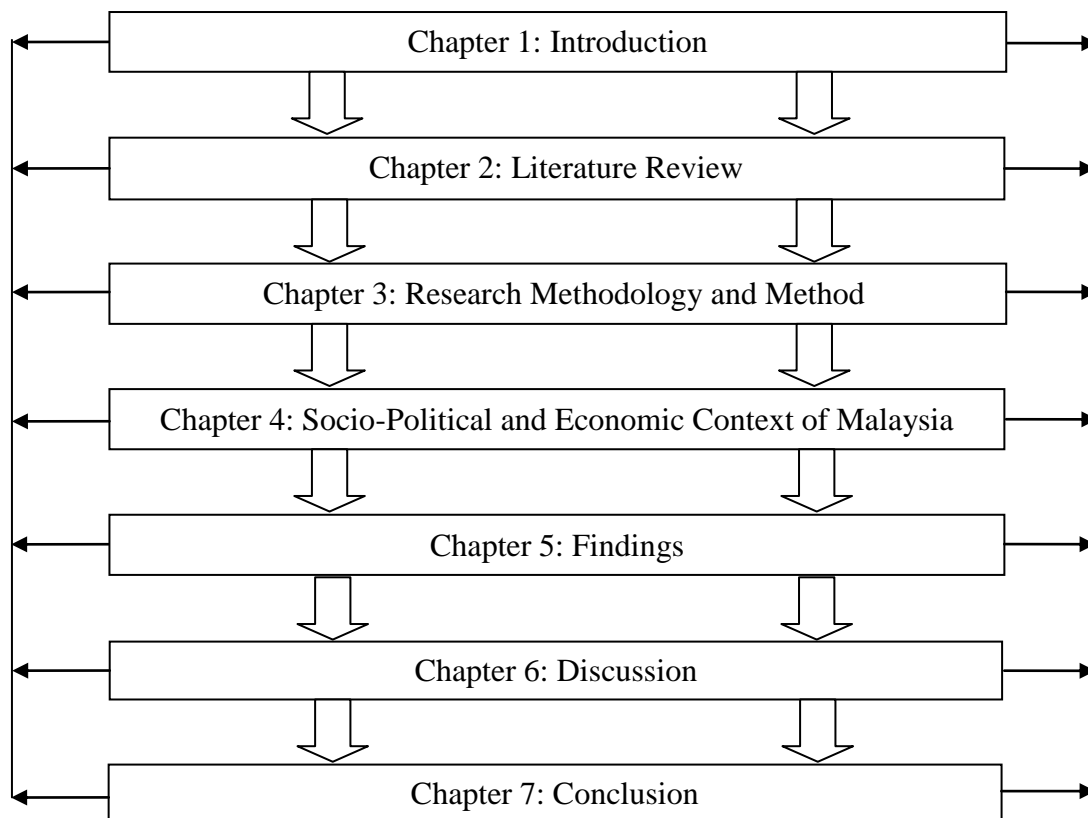 Chapter 1: Introduction
Chapter 2: Literature Review
Chapter 3: Research Methodology and Method
Chapter 4: Socio-Political and Economic Context of Malaysia
Chapter 5: Findings
Chapter 6: Discussion
Chapter 7: Conclusion